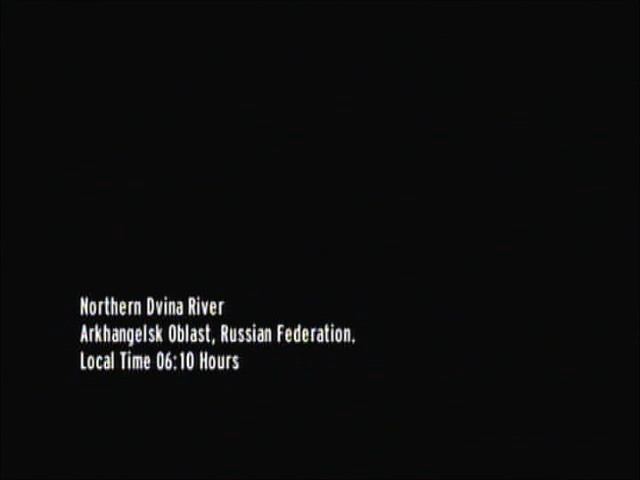 Northern Dvina River
Arkhangelsk Oblast, Russian Federation.
Local Time 06:10 Hours